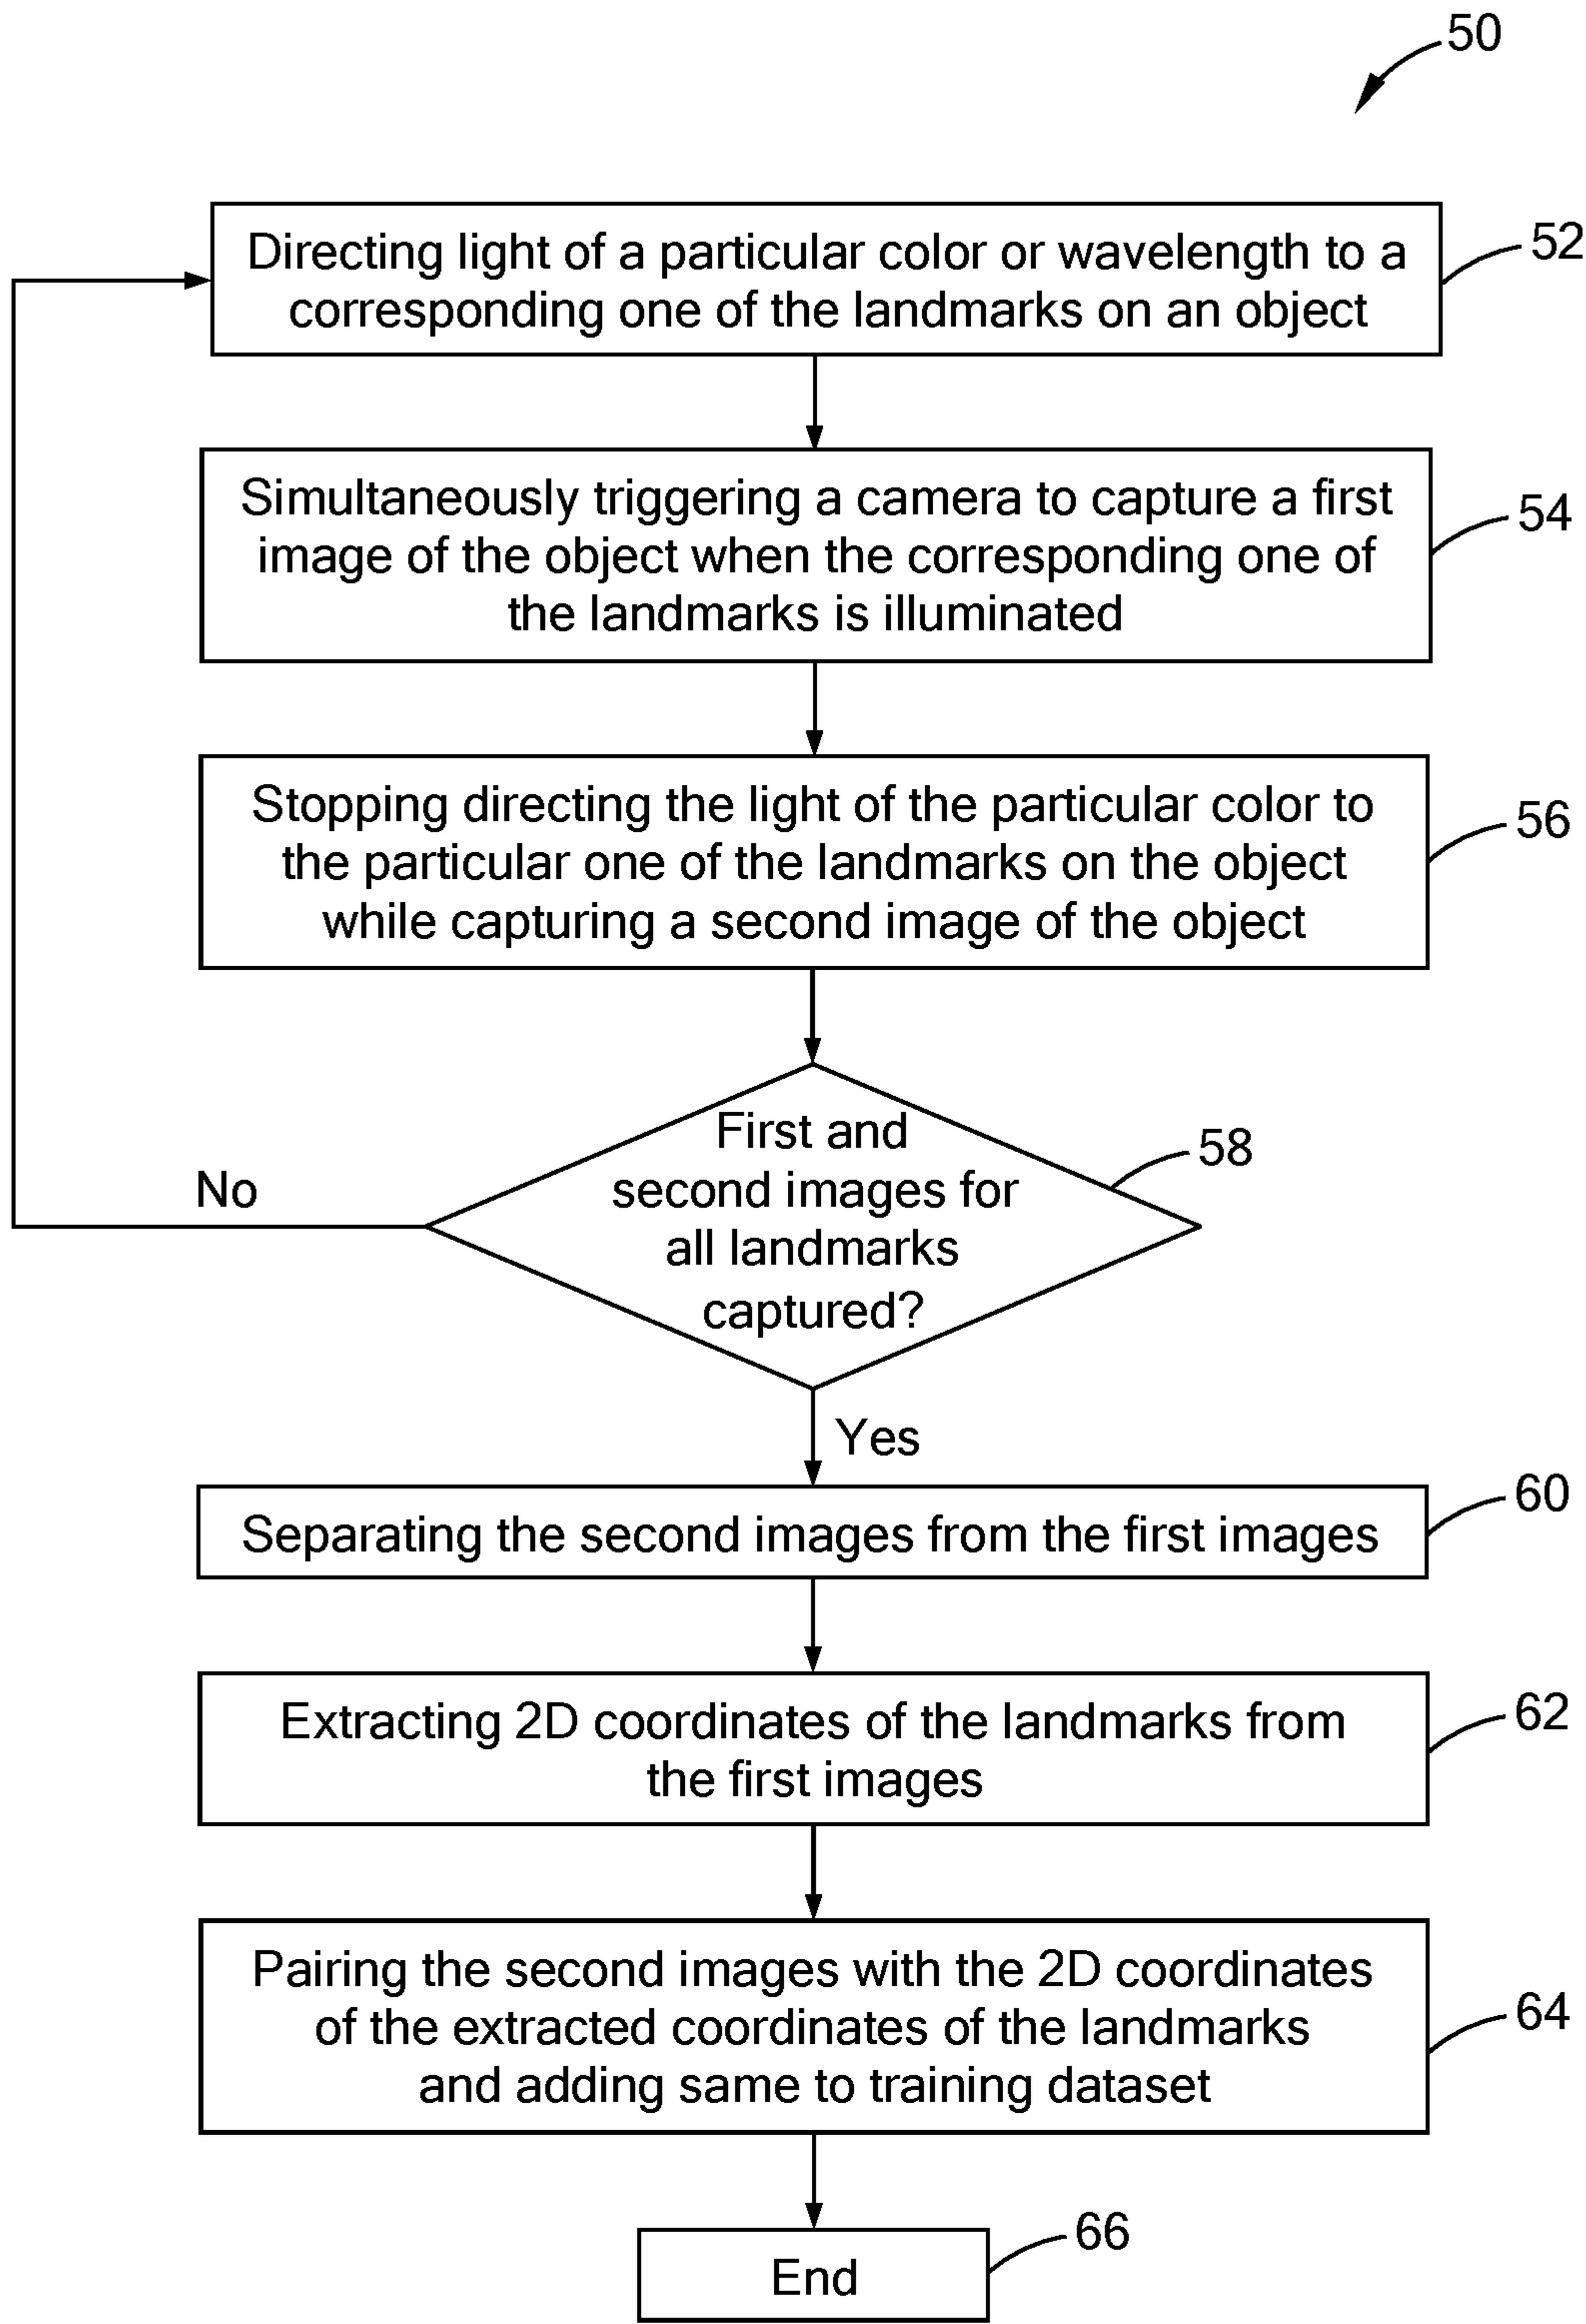 50
Directing light of a particular color or wavelength to a
corresponding one of the landmarks on an object
52
Simultaneously triggering a camera to capture a first
image of the object when the corresponding one of
the landmarks is illuminated
54
Stopping directing the light of the particular color to
the particular one of the landmarks on the object
while capturing a second image of the object
56
First and
second images for
all landmarks
captured?
58
No
Yes
Separating the second images from the first images
60
Extracting 2D coordinates of the landmarks from
the first images
62
Pairing the second images with the 2D coordinates
of the extracted coordinates of the landmarks
and adding same to training dataset
64
End
66